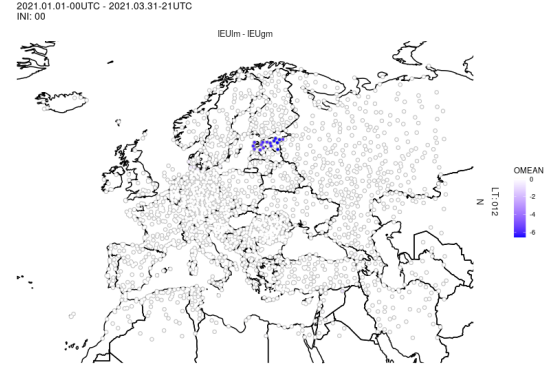 2021.01.01-00UTC - 2021.03.31-21UTC
INI: 00
IEUlm - IEUgm
OMEAN
0
-2
-4
-6
LT: 012
N